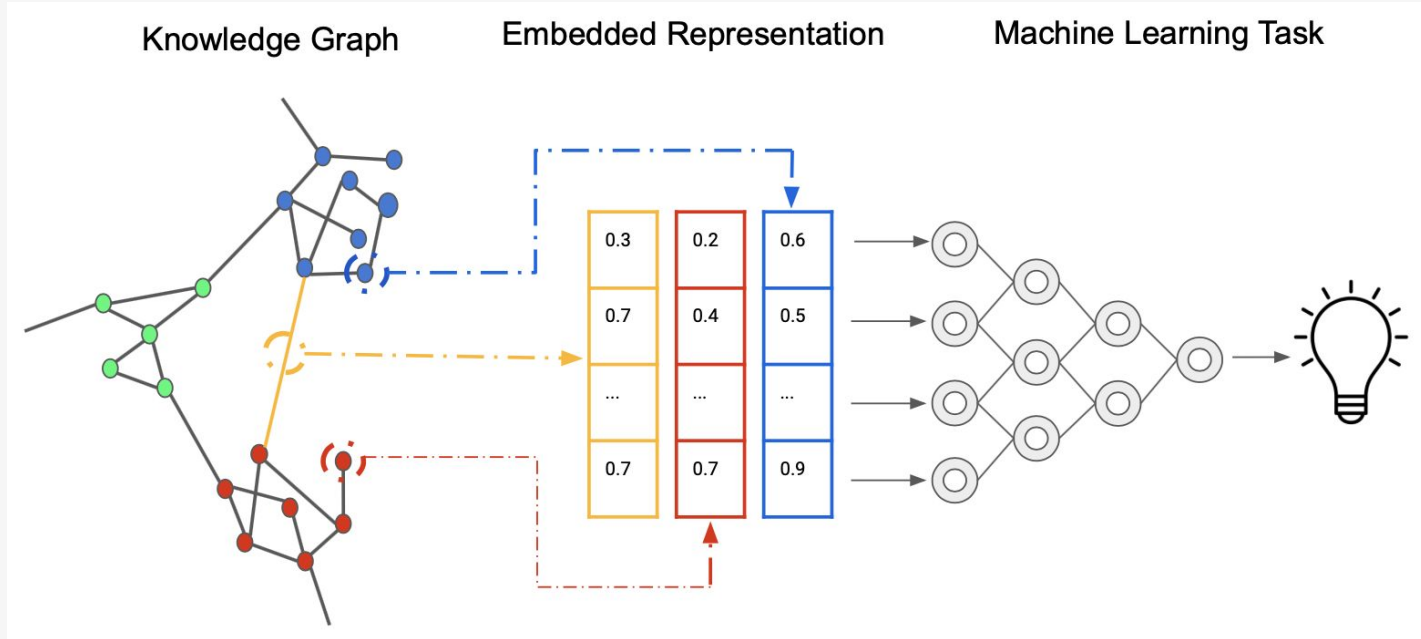 Knowledge Graph
Embedded Representation
Machine Learning Task
0.3 0.2 0.6
0.7 0.4 0.5
... ... ...
0.7 0.7 0.9